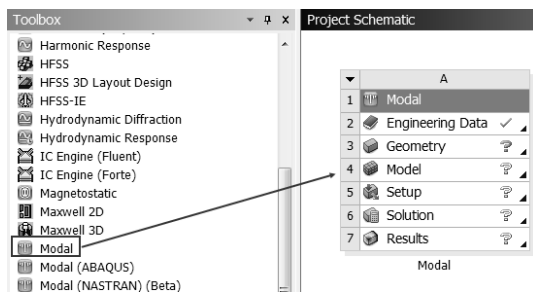 Toolbox
Harmonic Response
HFSS
HFSS 3D Layout Design
HFSS-IE
Hydrodynamic Diffraction
Hydrodynamic Response
IC Engine (Fluent)
IC Engine (Forte)
Magnetostatic
Maxwell 2D
Maxwell 3D
Modal
Modal (ABAQUS)
Modal (NASTRAN) (Beta)
Project Schematic
A
1 Modal
2 Engineering Data
3 Geometry
4 Model
5 Setup
6 Solution
7 Results
Modal